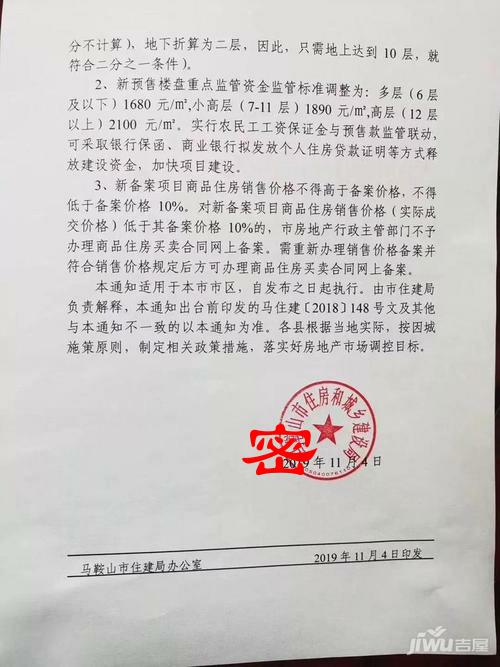 分不计算），地下折算为二层，因此，只需地上达到 10 层，就
符合二分之一条件）。
2、新预售楼盘重点监管资金监管标准调整为：多层（6 层
及以下）1680 元/㎡,小高层（7-11 层）1890 元/㎡,高层（12 层
以上）2100 元/㎡。实行农民工工资保证金与预售款监管联动，
可采取银行保函、商业银行拟发放个人住房贷款证明等方式释
放建设资金，加快项目建设。
3、新备案项目商品住房销售价格不得高于备案价格，不得
低于备案价格 10%。对新备案项目商品住房销售价格（实际成
交价格）低于其备案价格 10%的，市房地产行政主管部门不予
办理商品住房买卖合同网上备案。需重新办理销售价格备案并
符合销售价格规定后方可办理商品住房买卖合同网上备案。
本通知适用于本市市区，自发布之日起执行。由市住建局
负责解释，本通知出台前印发的马住建〔2018〕148 号文及其他
与本通知不一致的以本通知为准。各县根据当地实际，按因城
施策原则，制定相关政策措施，落实好房地产市场调控目标。
山市住房和城乡建设局
密
2019 年 11 月 4 日
马鞍山市住建局办公室 2019 年 11 月 4 日印发
JIWU吉屋